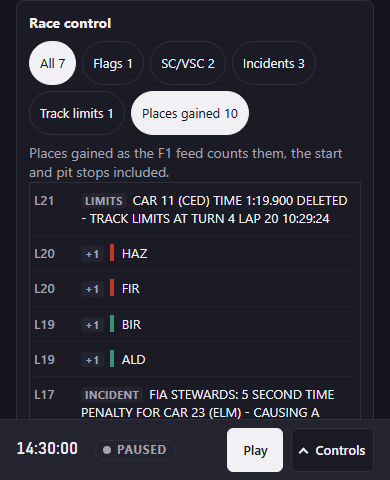 Race control
All 7
Flags 1
SC/VSC 2
Incidents 3
Track limits 1
Places gained 10
Places gained as the F1 feed counts them, the start
and pit stops included.
L21 LIMITS CAR 11 (CED) TIME 1:19.900 DELETED
- TRACK LIMITS AT TURN 4 LAP 20 10:29:24
L20 +1 HAZ
L20 +1 FIR
L19 +1 BIR
L19 +1 ALD
L17 INCIDENT FIA STEWARDS: 5 SECOND TIME
PENALTY FOR CAR 23 (ELM) - CAUSING A
14:30:00 PAUSED Play Controls